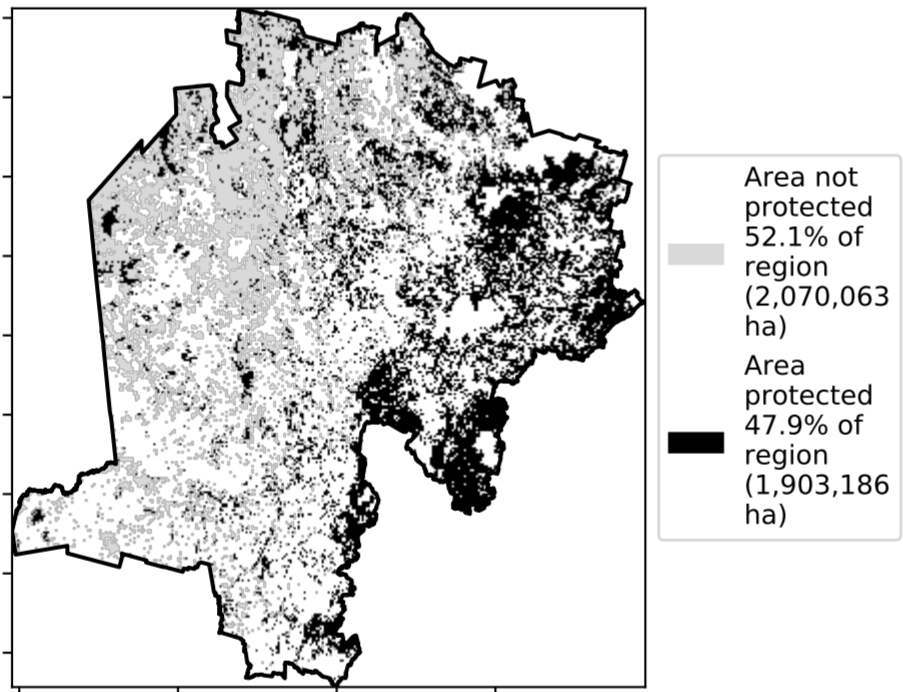 Area not
protected
52.1% of
region
(2,070,063
ha)
Area
protected
47.9% of
region
(1,903,186
ha)